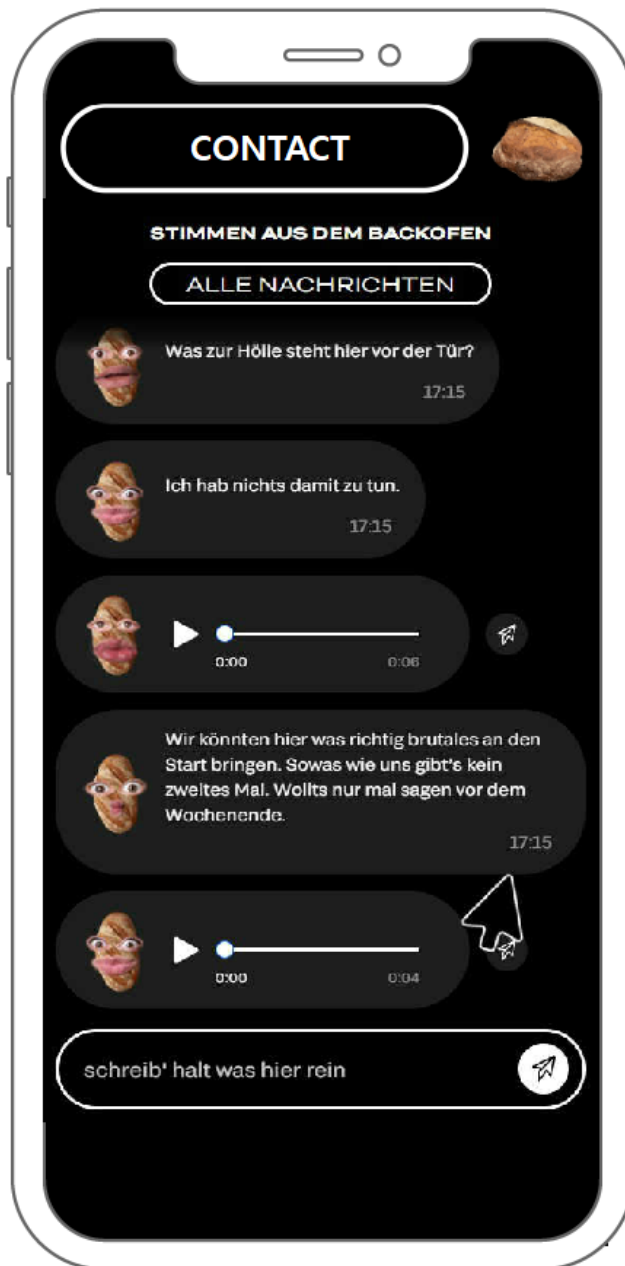 CONTACT
STIMMEN AUS DEM BACKOFEN
ALLE NACHRICHTEN
Was zur Hölle steht hier vor der Tür?
17:15
Ich hab nichts damit zu tun.
17:15
0:00
0:06
Wir könnten hier was richtig brutales an den
Start bringen. Sowas wie uns gibt's kein
zweites Mal. Wollts nur mal sagen vor dem
Wochenende.
17:15
0:00
0:04
schreib' halt was hier rein